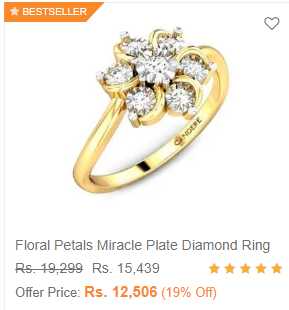 BESTSELLER
CANDERE
Floral Petals Miracle Plate Diamond Ring
Rs. 19,299 Rs. 15,439
Offer Price: Rs. 12,506 (19% Off)